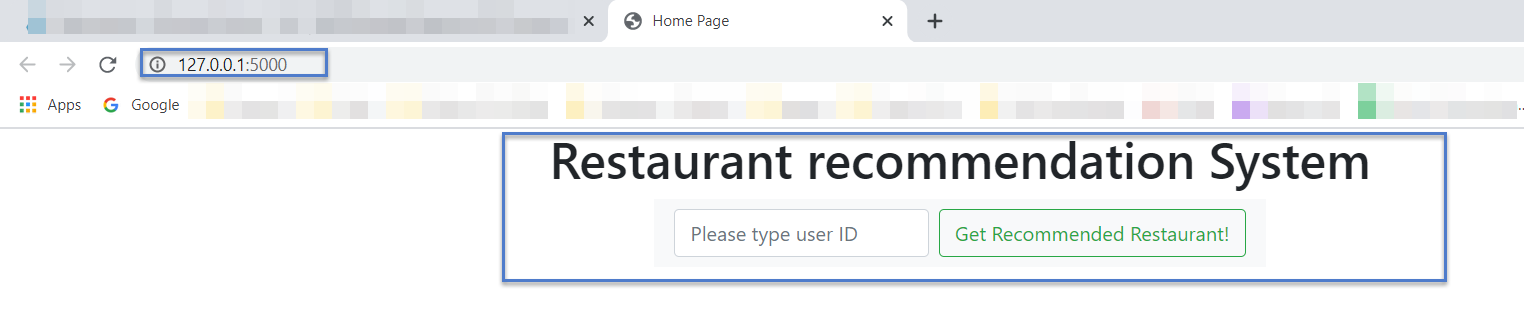 Home Page
127.0.0.1:5000
Apps Google
Restaurant recommendation System
Please type user ID Get Recommended Restaurant!